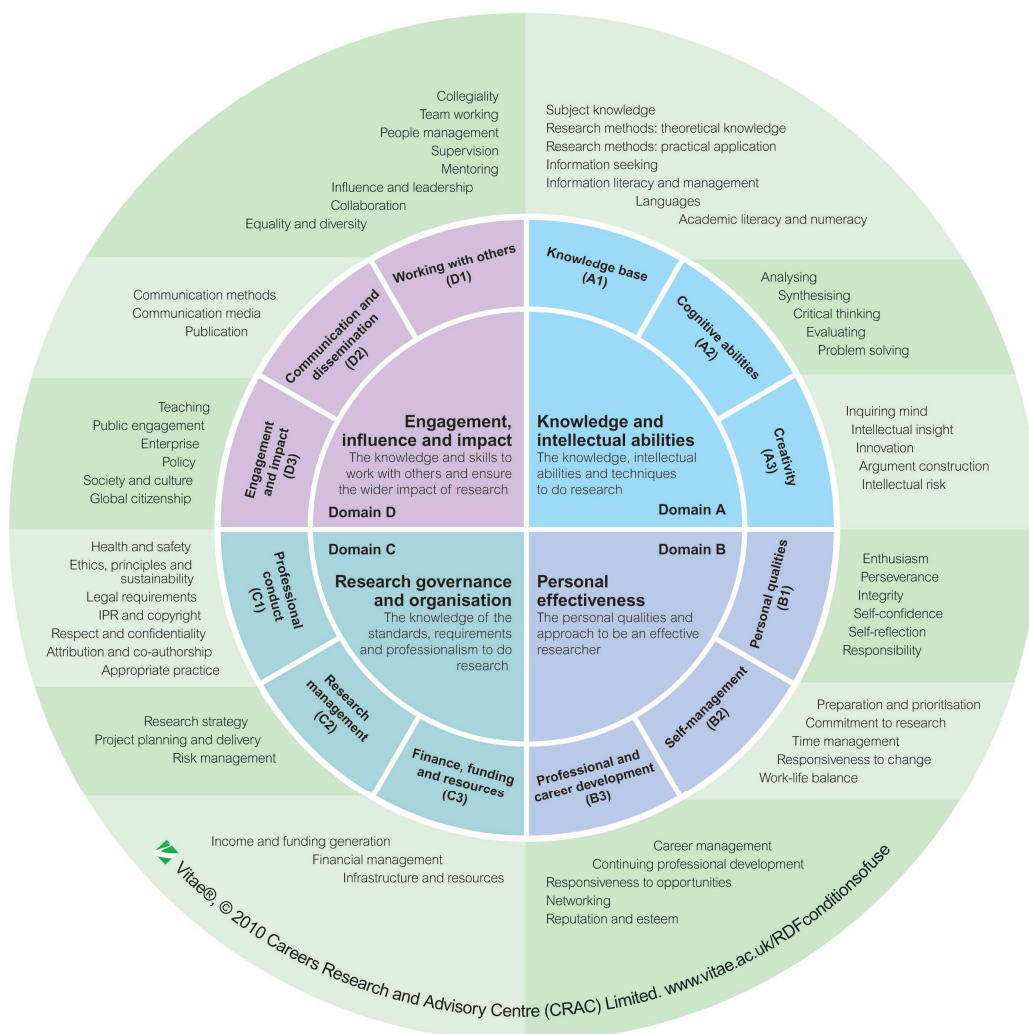 Collegiality
Team working
People management
Supervision
Mentoring
Influence and leadership
Collaboration
Equality and diversity
Subject knowledge
Research methods: theoretical knowledge
Research methods: practical application
Information seeking
Information literacy and management
Languages
Academic literacy and numeracy
Communication methods
Communication media
Publication
Analysing
Synthesising
Critical thinking
Evaluating
Problem solving
Teaching
Public engagement
Enterprise
Policy
Society and culture
Global citizenship
Inquiring mind
Intellectual insight
Innovation
Argument construction
Intellectual risk
Working with others
(D1)
Knowledge base
(A1)
Communication and
dissemination
(D2)
Cognitive abilities
(A2)
Engagement
and impact
(D3)
Creativity
(A3)
Engagement,
influence and impact
The knowledge and skills to
work with others and ensure
the wider impact of research
Domain D
Knowledge and
intellectual abilities
The knowledge, intellectual
abilities and techniques
to do research
Domain A
Domain C
Research governance
and organisation
The knowledge of the
standards, requirements
and professionalism to do
research
Domain B
Personal
effectiveness
The personal qualities and
approach to be an effective
researcher
Professional
conduct
(C1)
Personal qualities
(B1)
Research
management
(C2)
Self-management
(B2)
Finance, funding
and resources
(C3)
Professional and
career development
(B3)
Health and safety
Ethics, principles and
sustainability
Legal requirements
IPR and copyright
Respect and confidentiality
Attribution and co-authorship
Appropriate practice
Enthusiasm
Perseverance
Integrity
Self-confidence
Self-reflection
Responsibility
Research strategy
Project planning and delivery
Risk management
Preparation and prioritisation
Commitment to research
Time management
Responsiveness to change
Work-life balance
Income and funding generation
Financial management
Infrastructure and resources
Career management
Continuing professional development
Responsiveness to opportunities
Networking
Reputation and esteem
Vitae®, © 2010 Careers Research and Advisory Centre (CRAC) Limited. www.vitae.ac.uk/RDFconditionsofuse